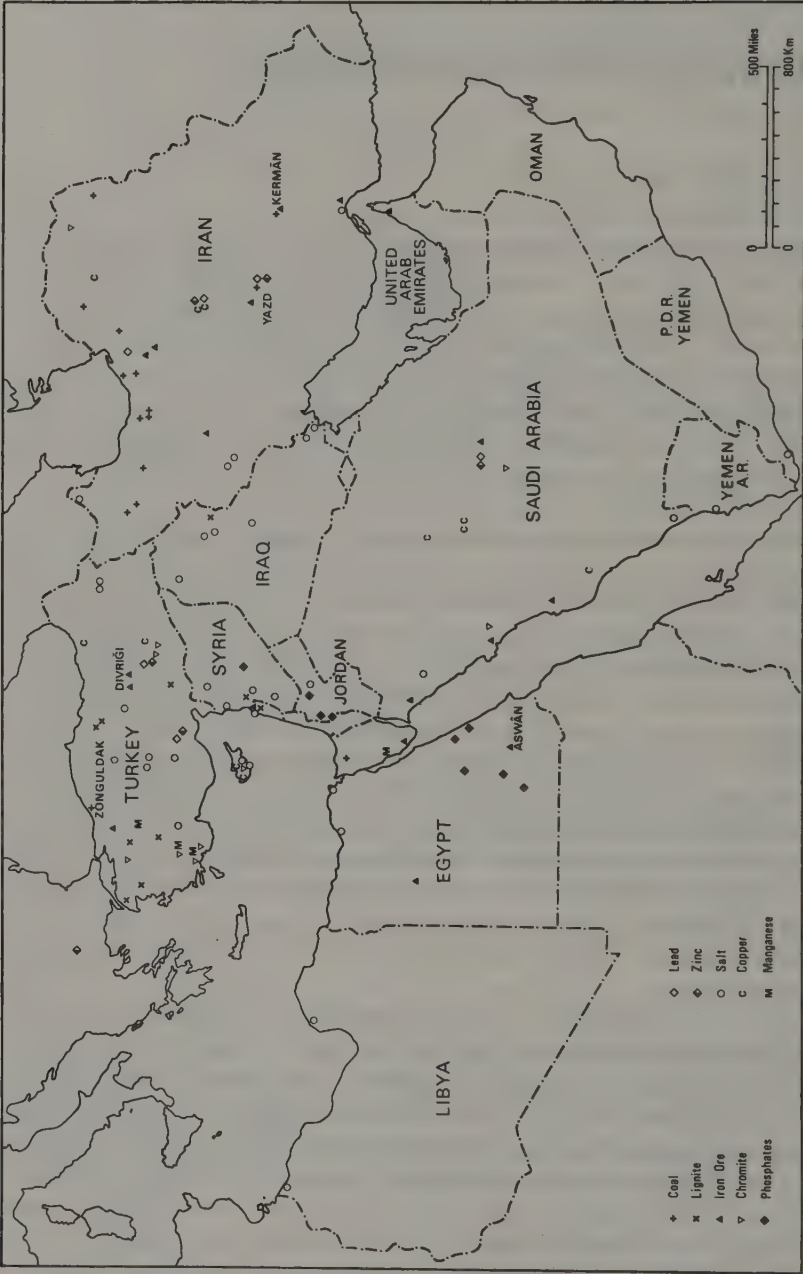 ZONGULDAK
TURKEY
DIVRIĞI
SYRIA
IRAQ
JORDAN
IRAN
YAZD
KERMĀN
UNITED
ARAB
EMIRATES
OMAN
SAUDI ARABIA
P.D.R.
YEMEN
YEMEN
A.R.
EGYPT
ASWÂN
LIBYA
C
C
C
C
C
C
C
C
C
M
M
M
M
+ Coal
× Lignite
▲ Iron Ore
▽ Chromite
◆ Phosphates
◇ Lead
Zinc
○ Salt
C Copper
M Manganese
0 500 Miles
0 800 Km